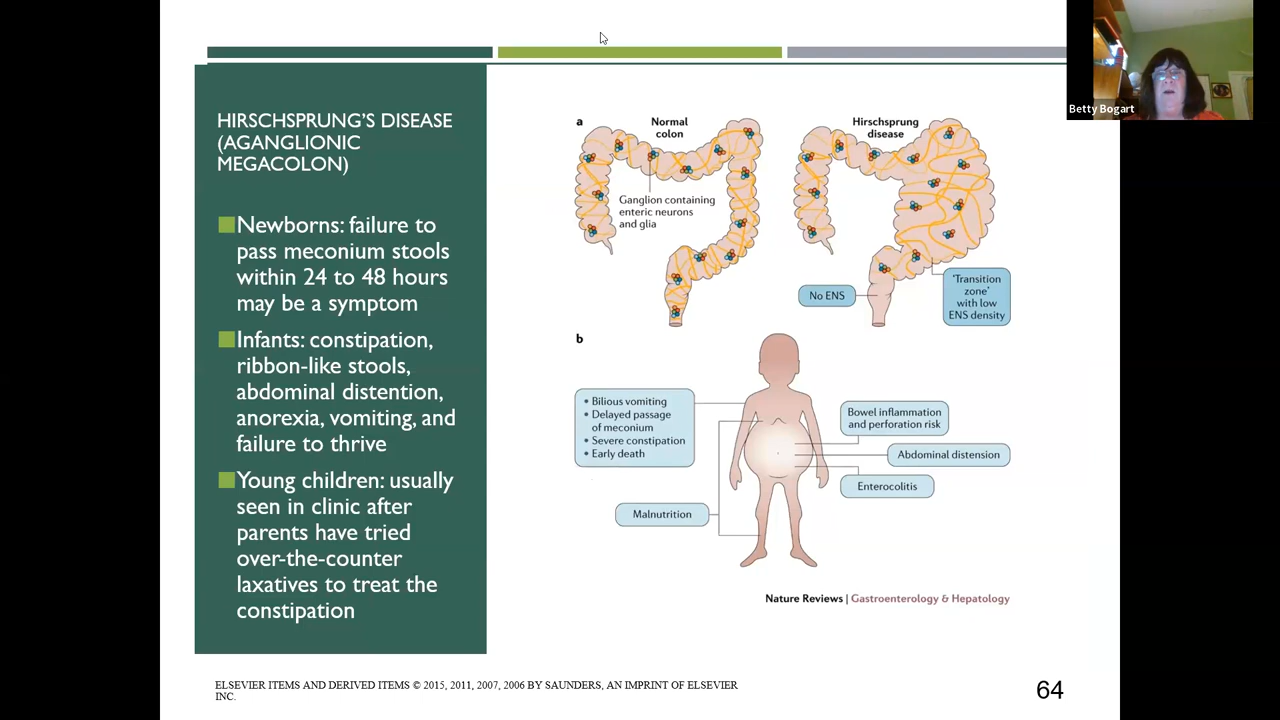 HIRSCHSPRUNG'S DISEASE
(AGANGLIONIC
MEGACOLON)
Newborns: failure to
pass meconium stools
within 24 to 48 hours
may be a symptom
Infants: constipation,
ribbon-like stools,
abdominal distention,
anorexia, vomiting, and
failure to thrive
Young children: usually
seen in clinic after
parents have tried
over-the-counter
laxatives to treat the
constipation
a
Normal
colon
Hirschsprung
disease
Ganglion containing
enteric neurons
and glia
No ENS
'Transition
zone'
with low
ENS density
b
• Bilious vomiting
• Delayed passage
of meconium
• Severe constipation
• Early death
Malnutrition
Bowel inflammation
and perforation risk
Abdominal distension
Enterocolitis
Nature Reviews | Gastroenterology & Hepatology
ELSEVIER ITEMS AND DERIVED ITEMS © 2015, 2011, 2007, 2006 BY SAUNDERS, AN IMPRINT OF ELSEVIER
INC.
64
Betty Bogart